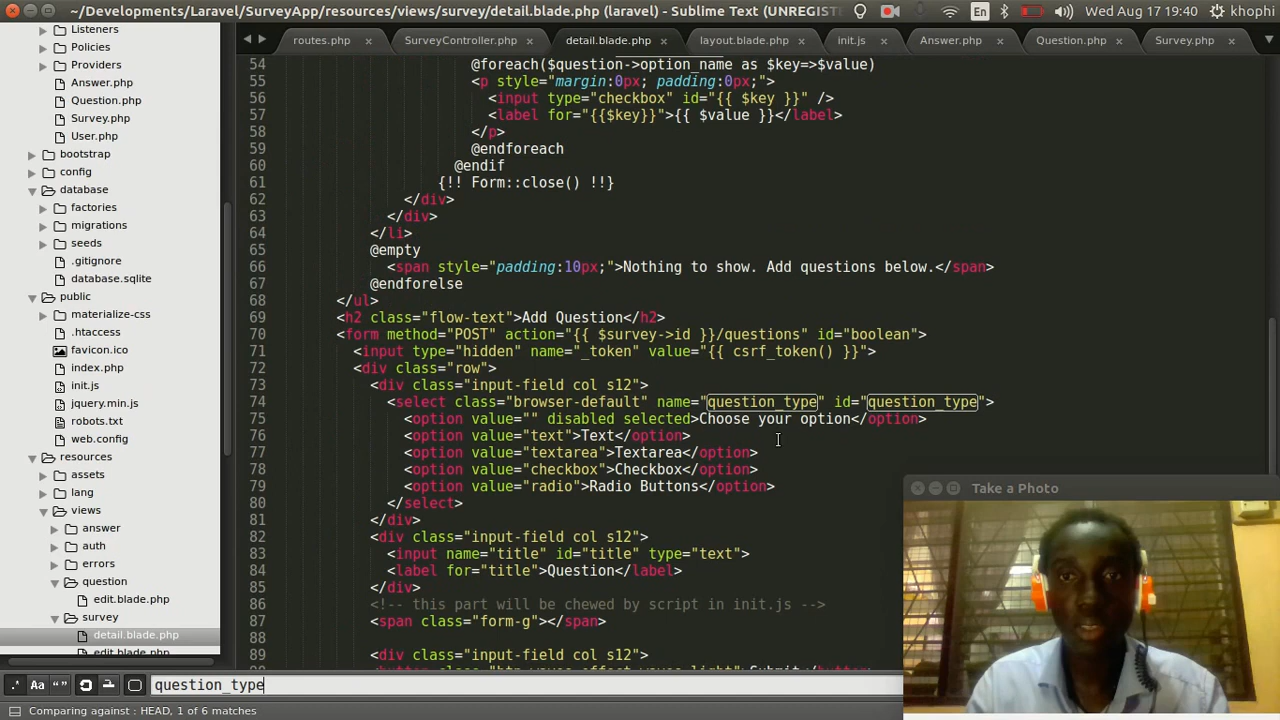 ~/Developments/Laravel/SurveyApp/resources/views/survey/detail.blade.php (laravel) - Sublime Text (UNREGIST
En
Wed Aug 17 19:40
khophi
routes.php
SurveyController.php
detail.blade.php
layout.blade.php
init.js
Answer.php
Question.php
Survey.php
Listeners
Policies
Providers
Answer.php
Question.php
Survey.php
User.php
bootstrap
config
database
factories
migrations
seeds
.gitignore
database.sqlite
public
materialize-css
.htaccess
favicon.ico
index.php
init.js
jquery.min.js
robots.txt
web.config
resources
assets
lang
views
answer
auth
errors
question
edit.blade.php
survey
detail.blade.php
edit.blade.php
54 @foreach($question->option_name as $key=>$value)
55 <p style="margin:0px; padding:0px;">
56 <input type="checkbox" id="{{ $key }}" />
57 <label for="{{$key}}">{{ $value }}</label>
58 </p>
59 @endforeach
60 @endif
61 {!! Form::close() !!}
62 </div>
63 </div>
64 </li>
65 @empty
66 <span style="padding:10px;">Nothing to show. Add questions below.</span>
67 @endforelse
68 </ul>
69 <h2 class="flow-text">Add Question</h2>
70 <form method="POST" action="{{ $survey->id }}/questions" id="boolean">
71 <input type="hidden" name="_token" value="{{ csrf_token() }}">
72 <div class="row">
73 <div class="input-field col s12">
74 <select class="browser-default" name="question_type" id="question_type">
75 <option value="" disabled selected>Choose your option</option>
76 <option value="text">Text</option>
77 <option value="textarea">Textarea</option>
78 <option value="checkbox">Checkbox</option>
79 <option value="radio">Radio Buttons</option>
80 </select>
81 </div>
82 <div class="input-field col s12">
83 <input name="title" id="title" type="text">
84 <label for="title">Question</label>
85 </div>
86 <!-- this part will be chewed by script in init.js -->
87 <span class="form-g"></span>
88
89 <div class="input-field col s12">
Take a Photo
.* Aa “ ” question_type
Comparing against : HEAD, 1 of 6 matches